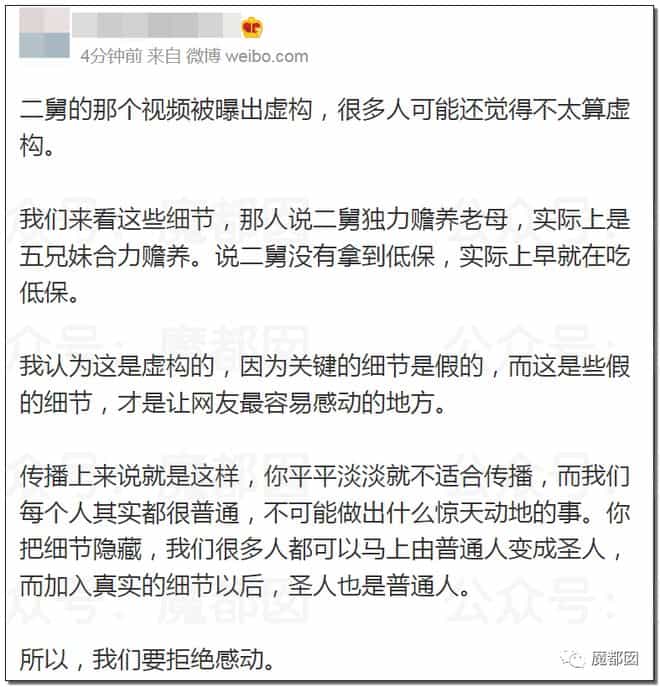 4分钟前 来自 微博 weibo.com
二舅的那个视频被曝出虚构，很多人可能还觉得不太算虚
构。
我们来看这些细节，那人说二舅独力赡养老母，实际上是
五兄妹合力赡养。说二舅没有拿到低保，实际上早就在吃
低保。
我认为这是虚构的，因为关键的细节是假的，而这是些假
的细节，才是让网友最容易感动的地方。
传播上来说就是这样，你平平淡淡就不适合传播，而我们
每个人其实都很普通，不可能做出什么惊天动地的事。你
把细节隐藏，我们很多人都可以马上由普通人变成圣人，
而加入真实的细节以后，圣人也是普通人。
所以，我们要拒绝感动。
魔都囡